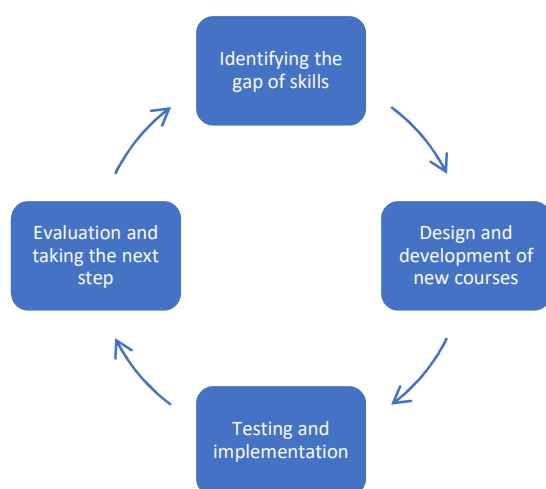 Identifying the
gap of skills
Design and
development of
new courses
Testing and
implementation
Evaluation and
taking the next
step